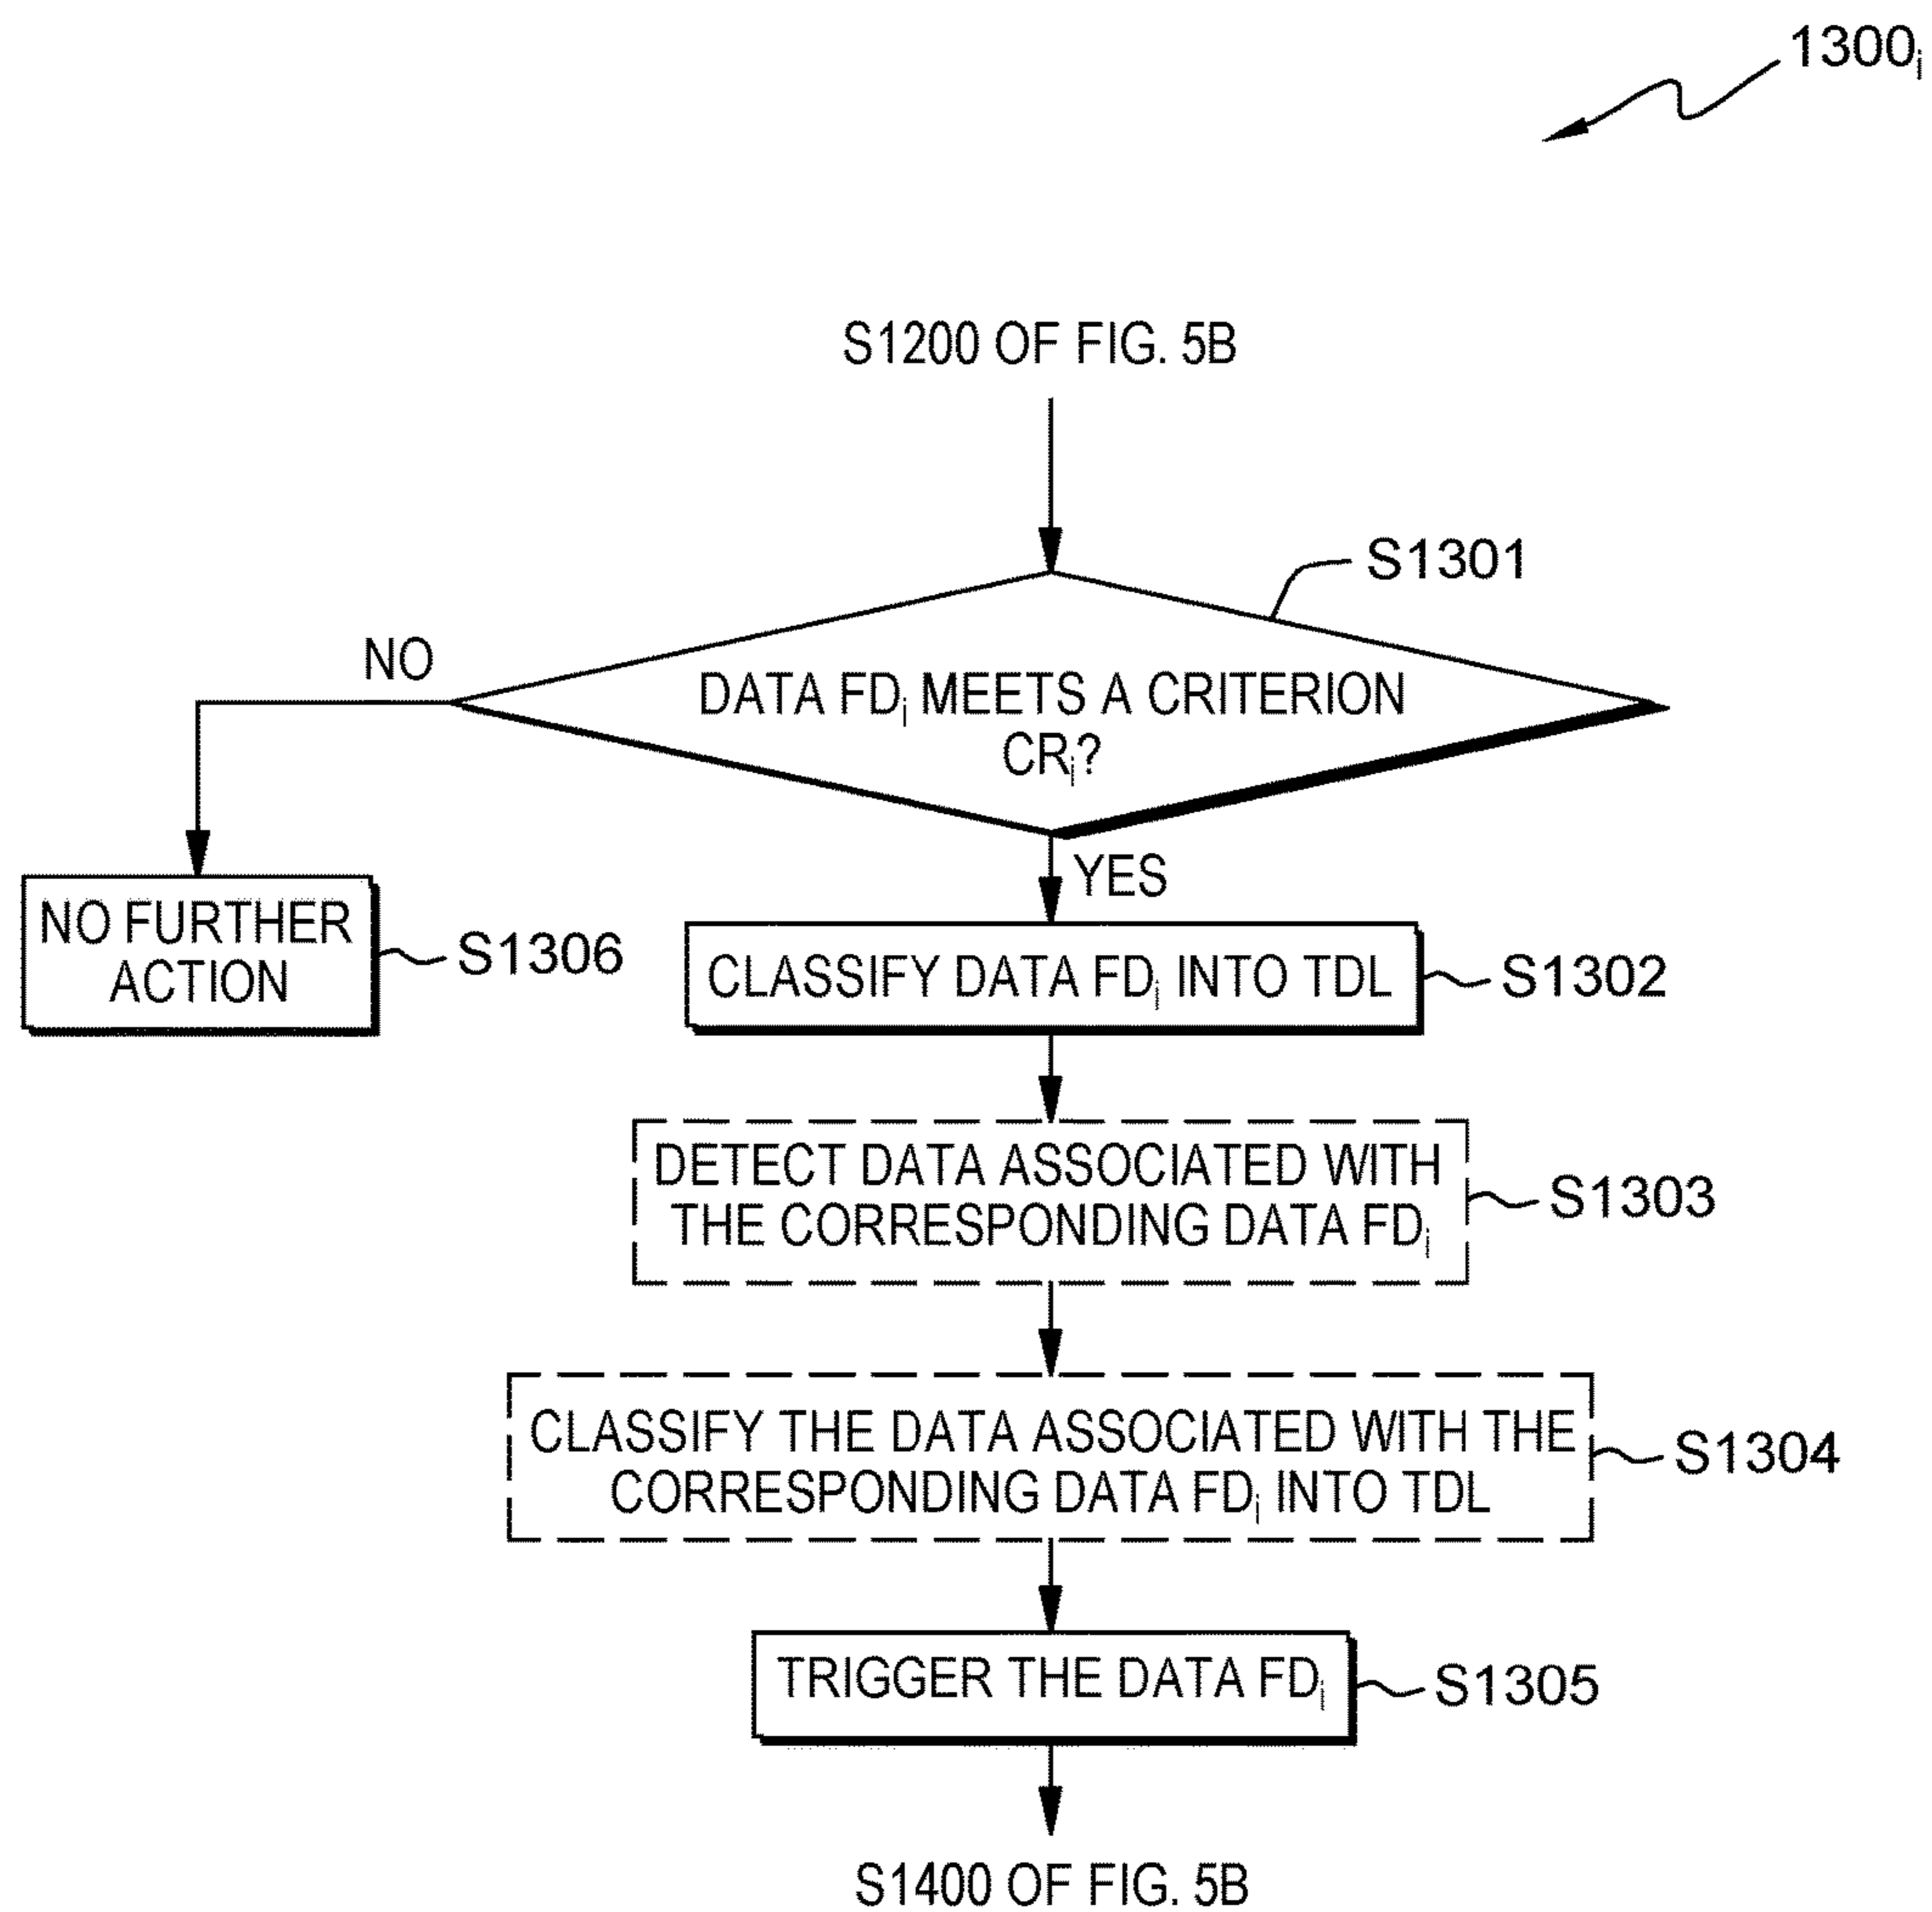 1300i
S1200 OF FIG. 5B
S1301
NO
DATA FDi MEETS A CRITERION
CRi?
YES
NO FURTHER
ACTION
S1306
CLASSIFY DATA FDi INTO TDL
S1302
DETECT DATA ASSOCIATED WITH
THE CORRESPONDING DATA FDi
S1303
CLASSIFY THE DATA ASSOCIATED WITH THE
CORRESPONDING DATA FDi INTO TDL
S1304
TRIGGER THE DATA FDi
S1305
S1400 OF FIG. 5B